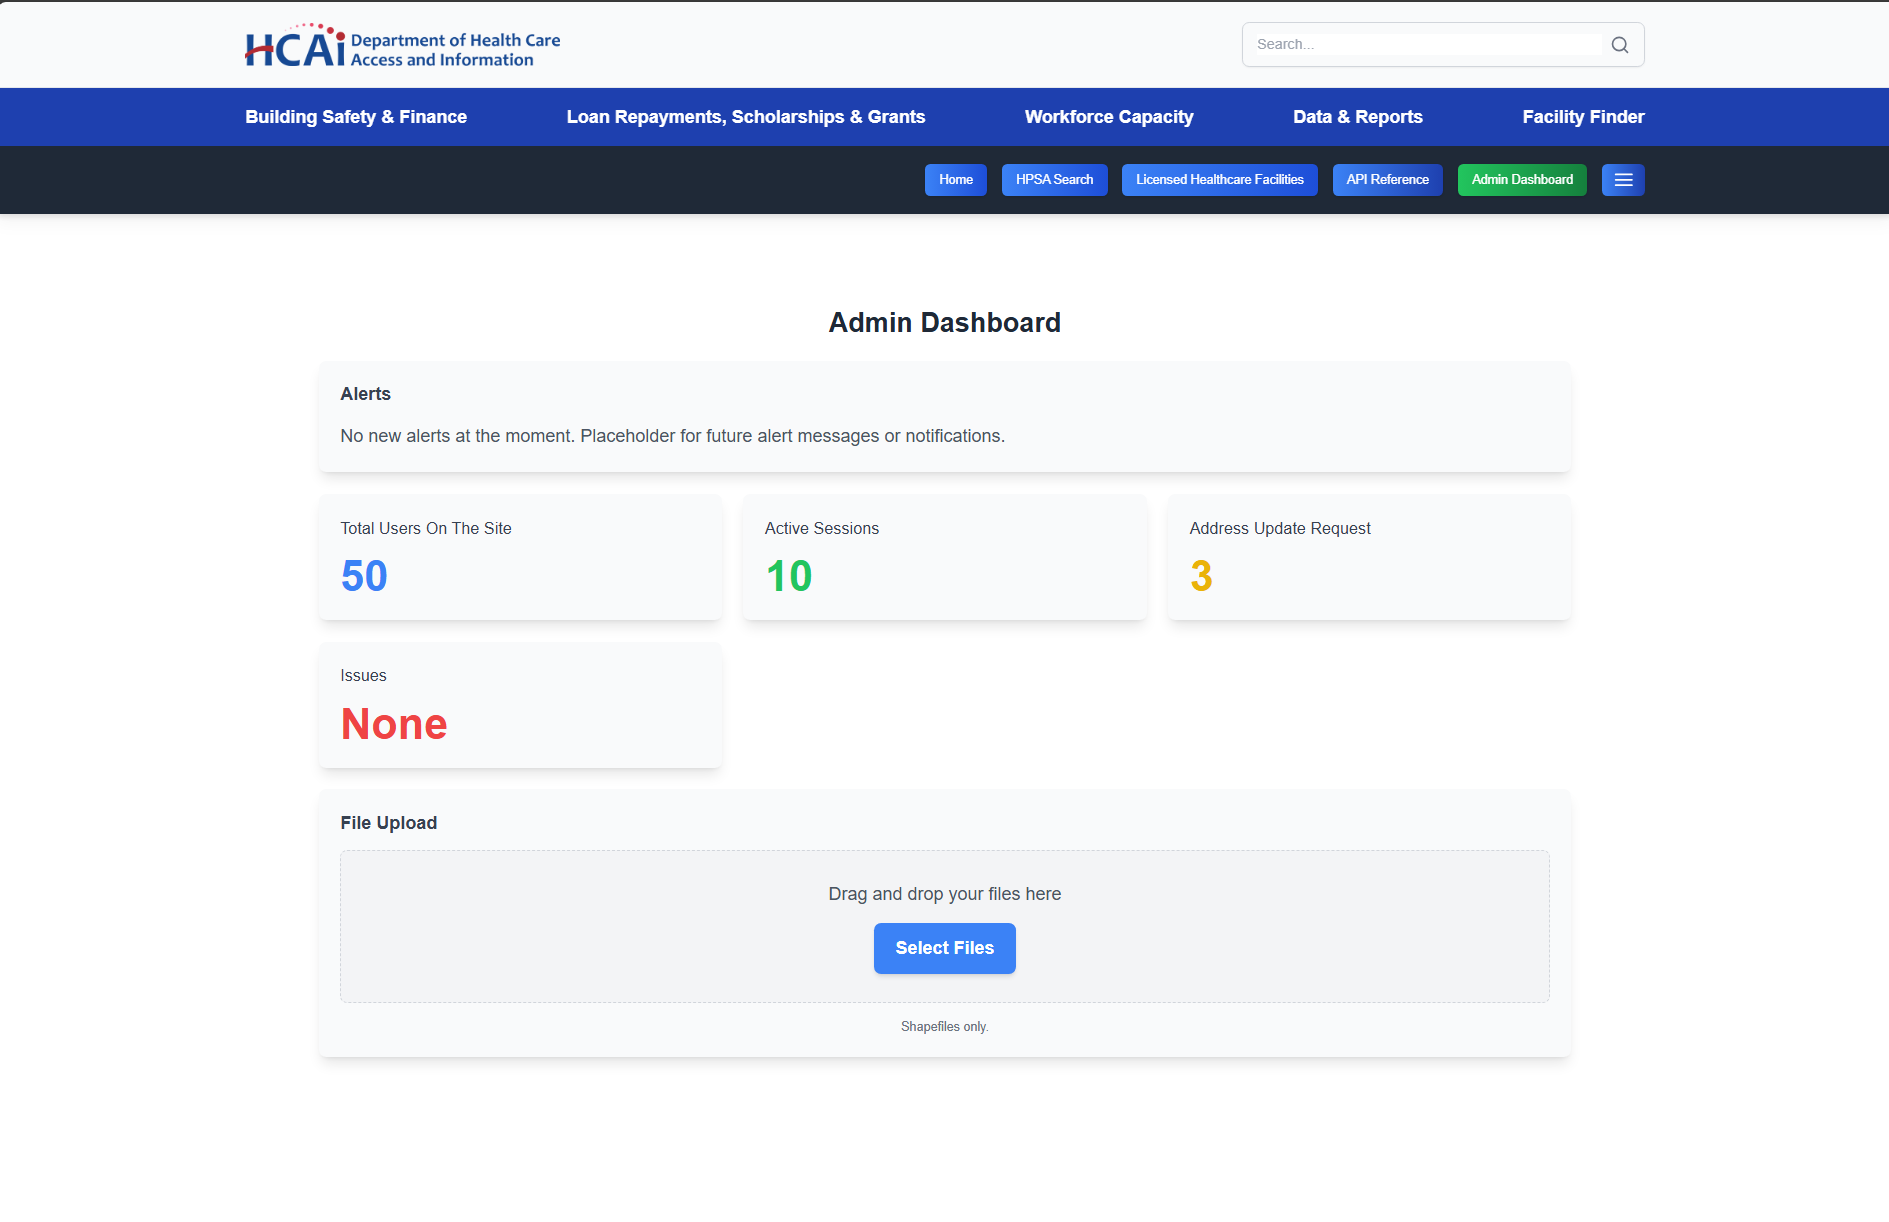 HCAi Department of Health Care
Access and Information
Search...
Building Safety & Finance Loan Repayments, Scholarships & Grants Workforce Capacity Data & Reports Facility Finder
Home HPSA Search Licensed Healthcare Facilities API Reference Admin Dashboard
Admin Dashboard
Alerts
No new alerts at the moment. Placeholder for future alert messages or notifications.
Total Users On The Site
50
Active Sessions
10
Address Update Request
3
Issues
None
File Upload
Drag and drop your files here
Select Files
Shapefiles only.